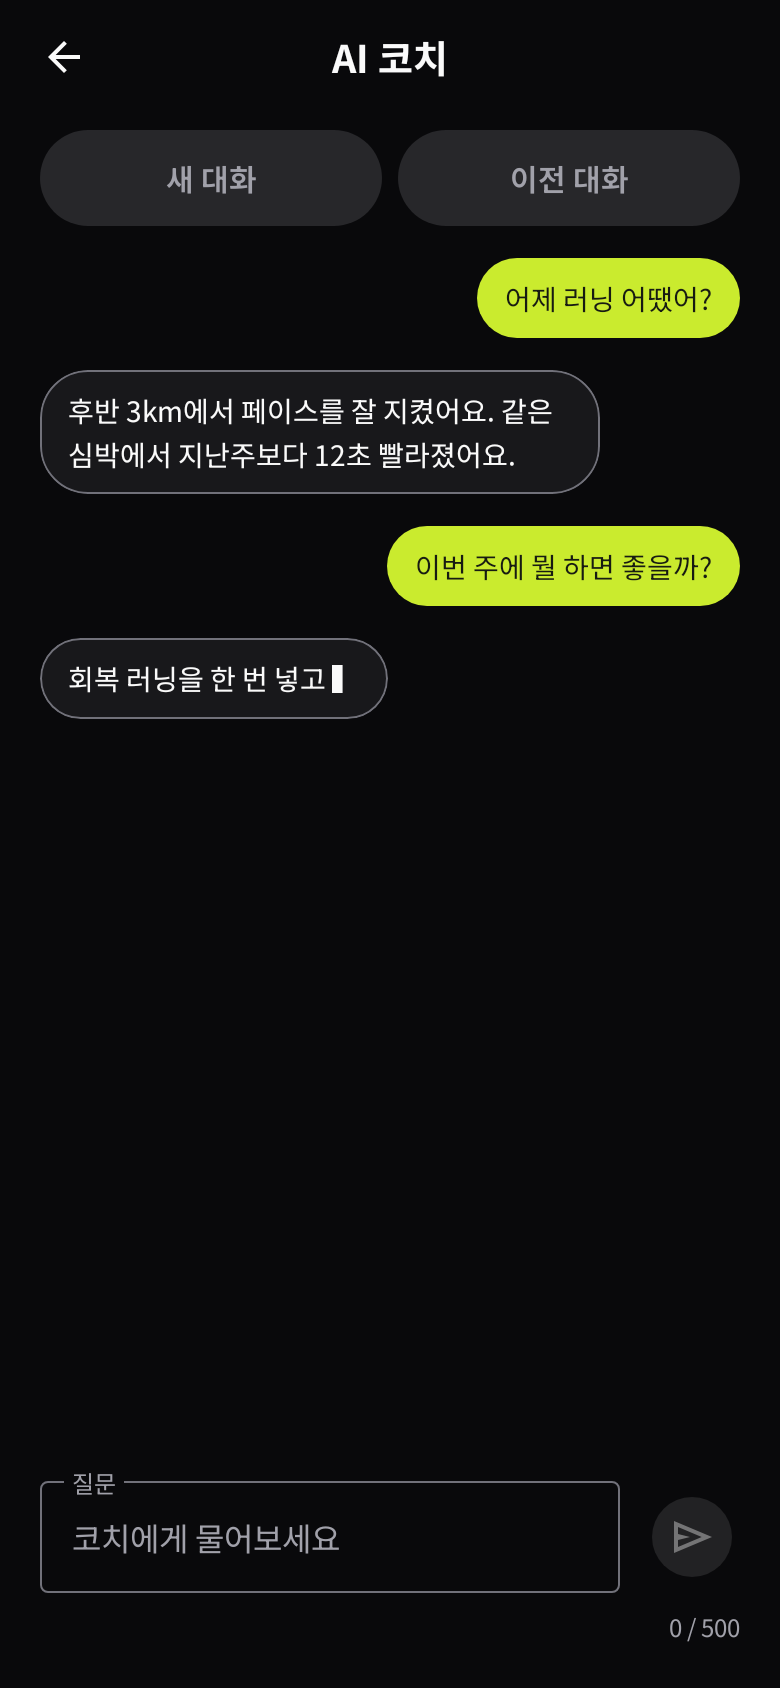 AI 코치
새 대화
이전 대화
어제 러닝 어땠어?
후반 3km에서 페이스를 잘 지켰어요. 같은
심박에서 지난주보다 12초 빨라졌어요.
이번 주에 뭘 하면 좋을까?
회복 러닝을 한 번 넣고
질문
코치에게 물어보세요
0 / 500